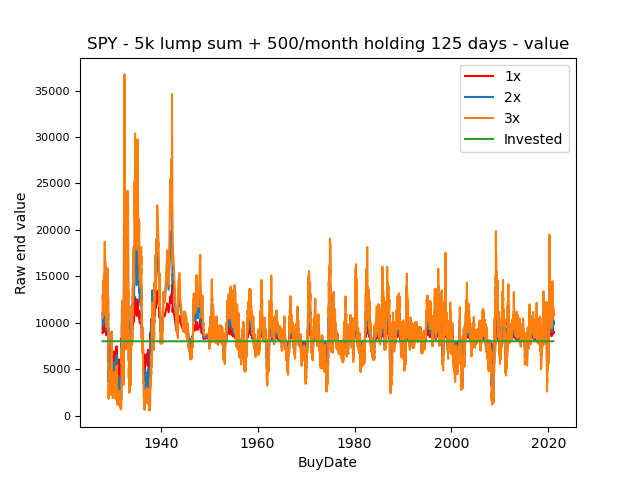 SPY - 5k lump sum + 500/month holding 125 days - value
1x
2x
3x
Invested
35000
30000
25000
20000
15000
10000
5000
0
Raw end value
1940
1960
1980
2000
2020
BuyDate